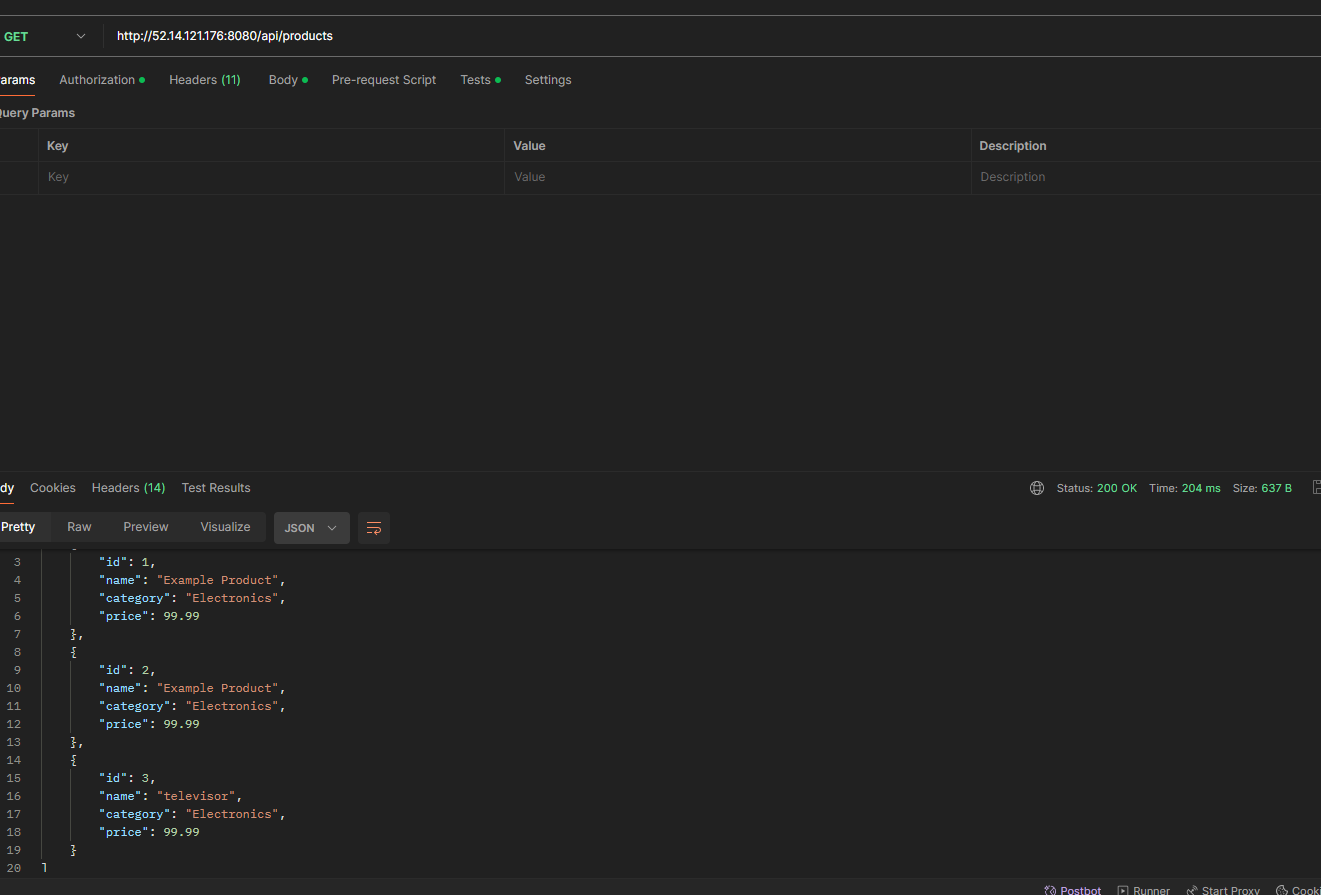 GET http://52.14.121.176:8080/api/products
arams Authorization Headers (11) Body Pre-request Script Tests Settings
uery Params
Key Value Description
Key Value Description
dy Cookies Headers (14) Test Results Status: 200 OK Time: 204 ms Size: 637 B
Pretty Raw Preview Visualize JSON
3 "id": 1,
4 "name": "Example Product",
5 "category": "Electronics",
6 "price": 99.99
7 },
8 {
9 "id": 2,
10 "name": "Example Product",
11 "category": "Electronics",
12 "price": 99.99
13 },
14 {
15 "id": 3,
16 "name": "televisor",
17 "category": "Electronics",
18 "price": 99.99
19 }
20 ]
Postbot Runner Start Proxy Cooki